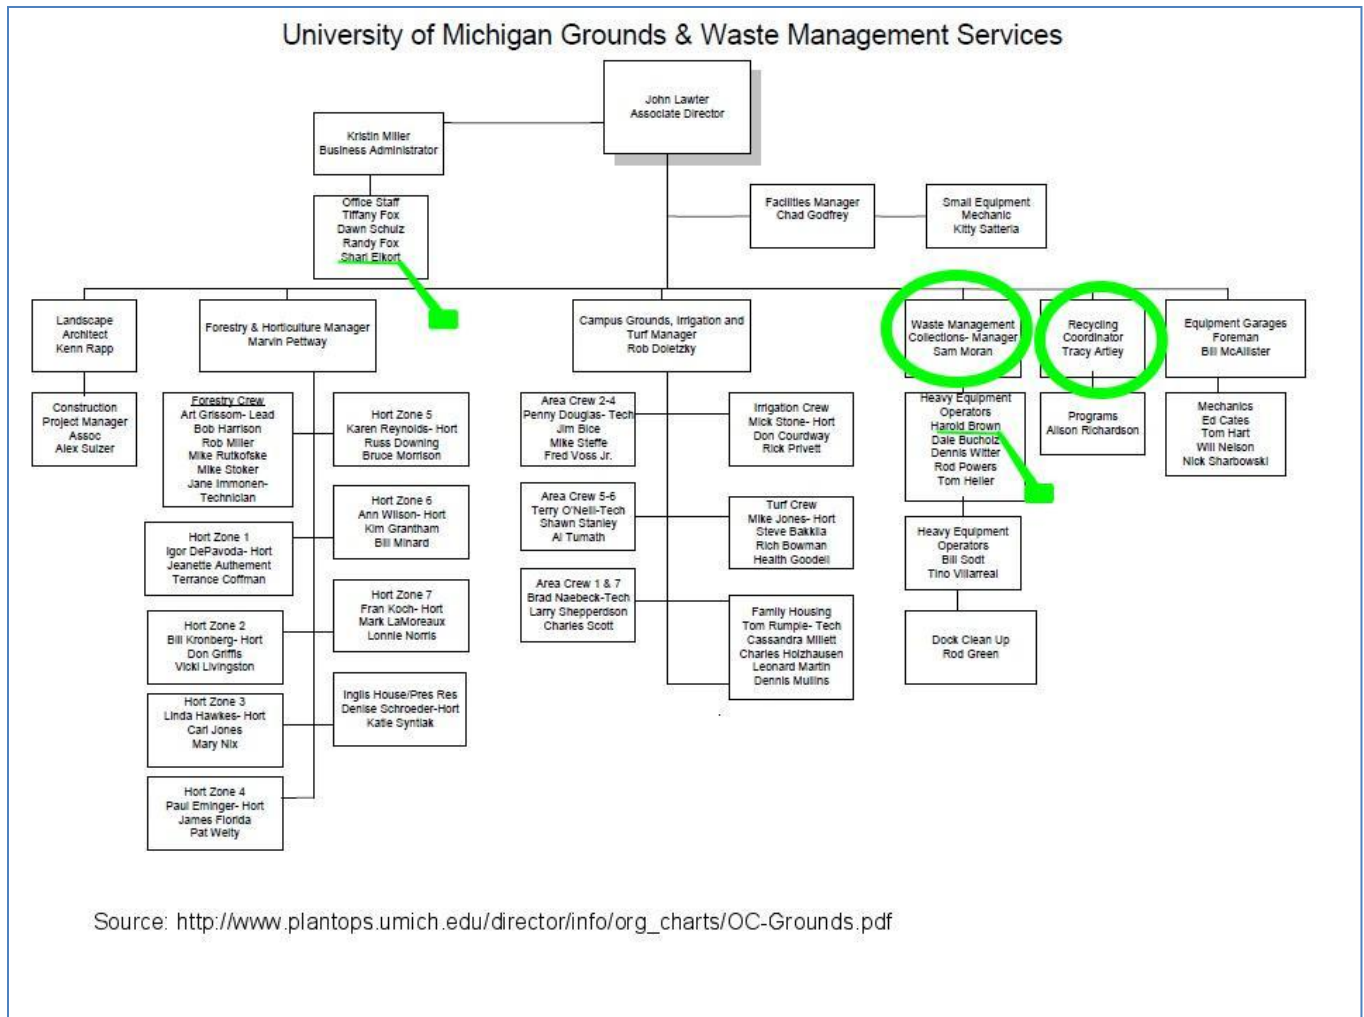 University of Michigan Grounds & Waste Management Services
John Lawter
Associate Director
Kristin Miller
Business Administrator
Office Staff
Tiffany Fox
Dawn Schulz
Randy Fox
Shari Elkort
Facilities Manager
Chad Godfrey
Small Equipment
Mechanic
Kitty Satteria
Landscape
Architect
Kenn Rapp
Forestry & Horticulture Manager
Marvin Pettway
Campus Grounds, Irrigation and
Turf Manager
Rob Doletzky
Waste Management
Collections- Manager
Sam Moran
Recycling
Coordinator
Tracy Artley
Equipment Garages
Foreman
Bill McAllister
Construction
Project Manager
Assoc
Alex Sulzer
Forestry Crew
Art Grissom- Lead
Bob Harrison
Rob Miller
Mike Rutkofske
Mike Stoker
Jane Immonen-
Technician
Hort Zone 5
Karen Reynolds- Hort
Russ Downing
Bruce Morrison
Hort Zone 6
Ann Wilson- Hort
Kim Grantham
Bill Minard
Hort Zone 1
Igor DePavoda- Hort
Jeanette Authement
Terrance Coffman
Hort Zone 7
Fran Koch- Hort
Mark LaMoreaux
Lonnie Norris
Hort Zone 2
Bill Kronberg- Hort
Don Griffis
Vicki Livingston
Inglis House/Pres Res
Denise Schroeder-Hort
Katie Syntiak
Hort Zone 3
Linda Hawkes- Hort
Carl Jones
Mary Nix
Hort Zone 4
Paul Eminger- Hort
James Florida
Pat Welty
Area Crew 2-4
Penny Douglas- Tech
Jim Bice
Mike Steffe
Fred Voss Jr.
Irrigation Crew
Mick Stone- Hort
Don Courdway
Rick Privett
Area Crew 5-6
Terry O'Neill-Tech
Shawn Stanley
Al Tumath
Turf Crew
Mike Jones- Hort
Steve Bakklia
Rich Bowman
Health Goodell
Area Crew 1 & 7
Brad Naebeck-Tech
Larry Shepperdson
Charles Scott
Family Housing
Tom Rumple- Tech
Cassandra Millett
Charles Holzhausen
Leonard Martin
Dennis Mullins
Heavy Equipment
Operators
Harold Brown
Dale Bucholz
Dennis Witter
Rod Powers
Tom Heller
Heavy Equipment
Operators
Bill Sodt
Tino Villarreal
Dock Clean Up
Rod Green
Programs
Alison Richardson
Mechanics
Ed Cates
Tom Hart
Will Nelson
Nick Sharbowski
Source: http://www.plantops.umich.edu/director/info/org_charts/OC-Grounds.pdf